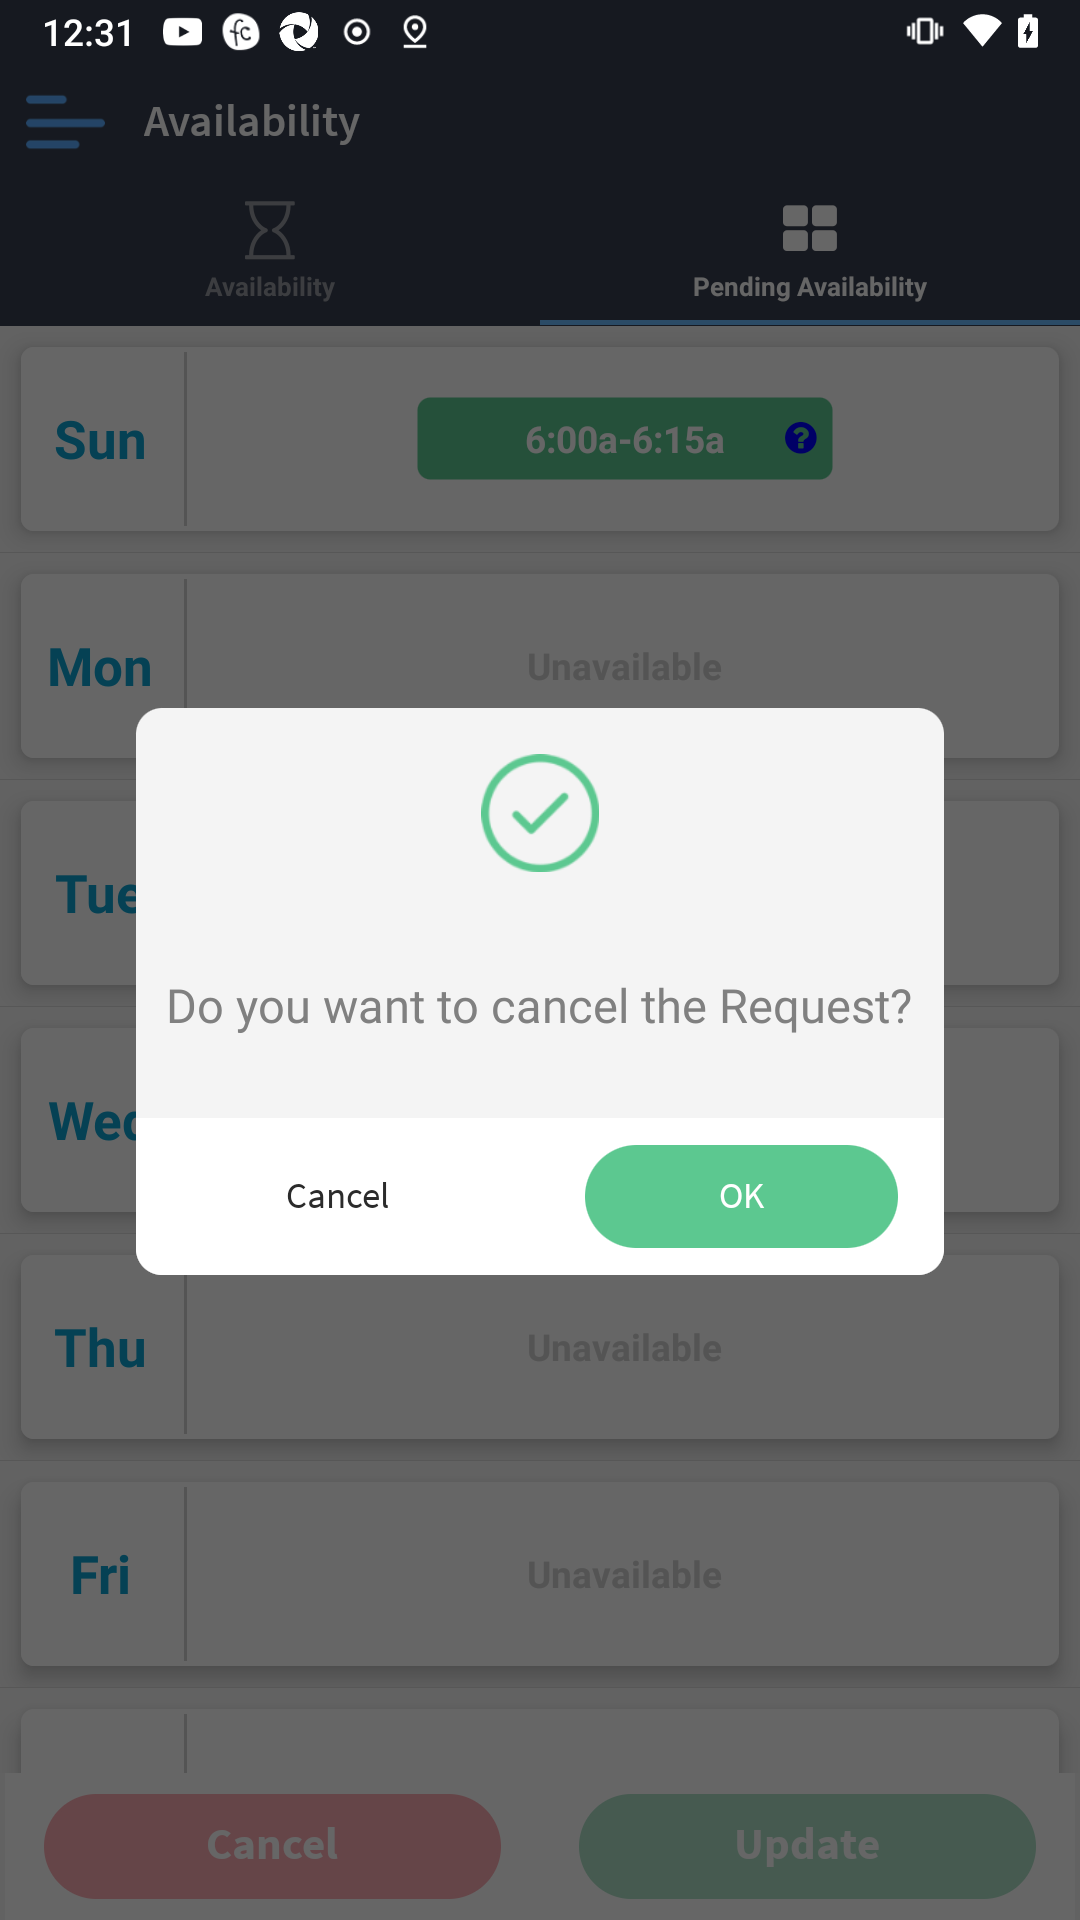 12:31
Availability
Availability
Pending Availability
Sun
6:00a-6:15a
Mon
Unavailable
Tue
Do you want to cancel the Request?
Wed
Cancel
OK
Thu
Unavailable
Fri
Unavailable
Cancel
Update